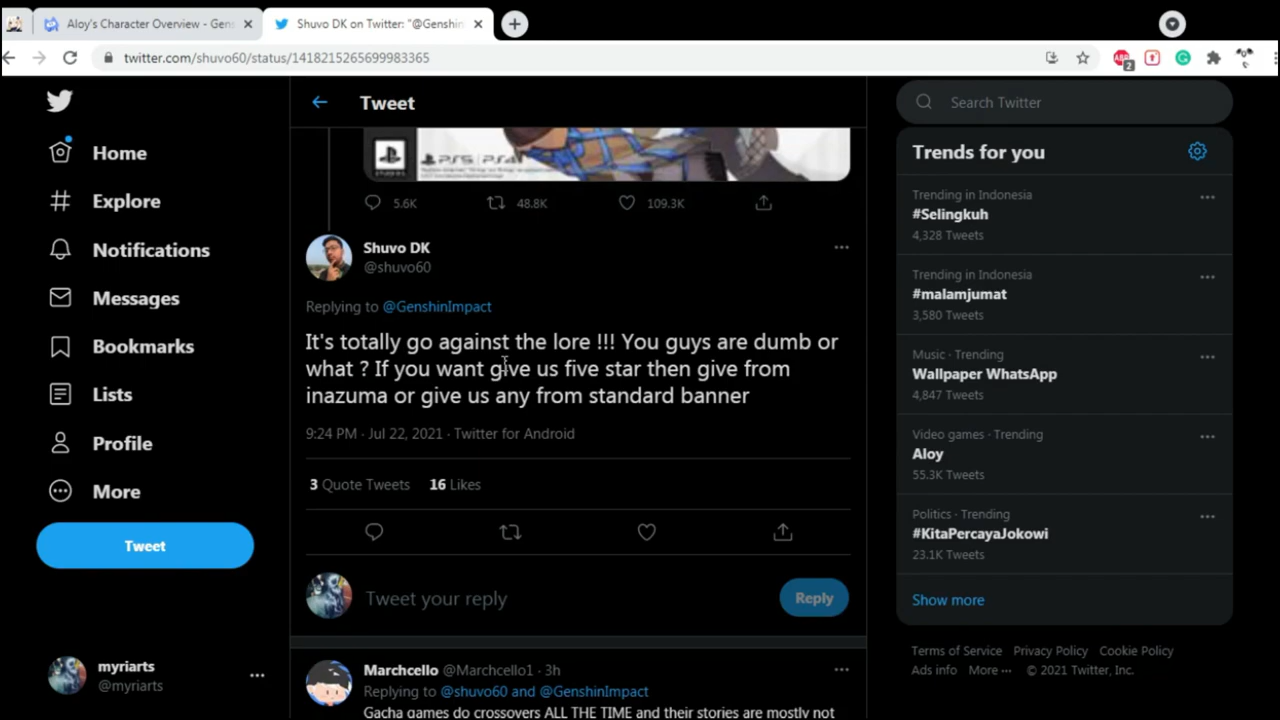 Aloy's Character Overview - Gens
Shuvo DK on Twitter: "@Genshin
twitter.com/shuvo60/status/1418215265699983365
ABP
2
Home
Explore
Notifications
Messages
Bookmarks
Lists
Profile
More
Tweet
myriarts
@myriarts
Tweet
PS5 PS4
5.6K
48.8K
109.3K
Shuvo DK
@shuvo60
Replying to @GenshinImpact
It's totally go against the lore !!! You guys are dumb or
what ? If you want give us five star then give from
inazuma or give us any from standard banner
9:24 PM · Jul 22, 2021 · Twitter for Android
3 Quote Tweets 16 Likes
Tweet your reply
Reply
Marchcello @Marchcello1 · 3h
Replying to @shuvo60 and @GenshinImpact
Gacha games do crossovers ALL THE TIME and their stories are mostly not
Search Twitter
Trends for you
Trending in Indonesia
#Selingkuh
4,328 Tweets
Trending in Indonesia
#malamjumat
3,580 Tweets
Music · Trending
Wallpaper WhatsApp
4,847 Tweets
Video games · Trending
Aloy
55.3K Tweets
Politics · Trending
#KitaPercayaJokowi
23.1K Tweets
Show more
Terms of Service Privacy Policy Cookie Policy
Ads info More ··· © 2021 Twitter, Inc.